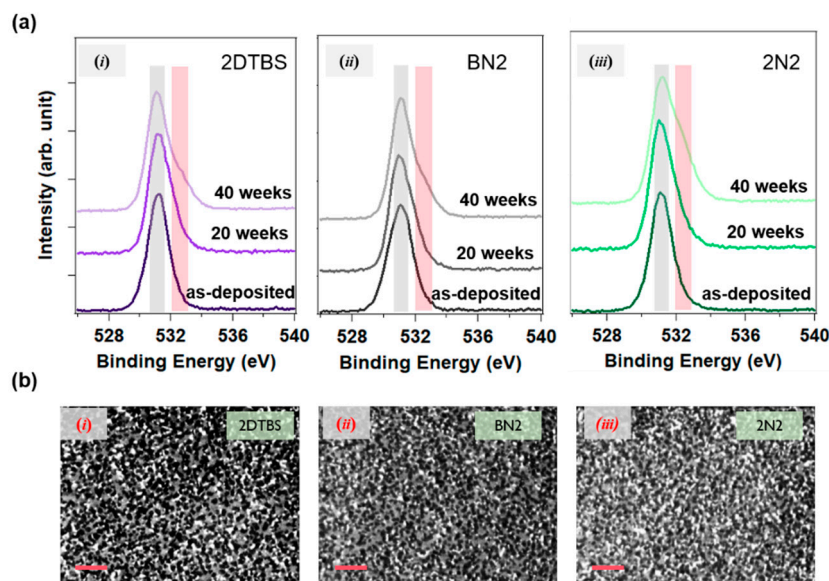 (a)
(i) 2DTBS
(ii) BN2
(iii) 2N2
Intensity (arb. unit)
40 weeks
20 weeks
as-deposited
40 weeks
20 weeks
as-deposited
40 weeks
20 weeks
as-deposited
528 532 536 540
528 532 536 540
528 532 536 540
Binding Energy (eV)
Binding Energy (eV)
Binding Energy (eV)
(b)
(i) 2DTBS
(ii) BN2
(iii) 2N2